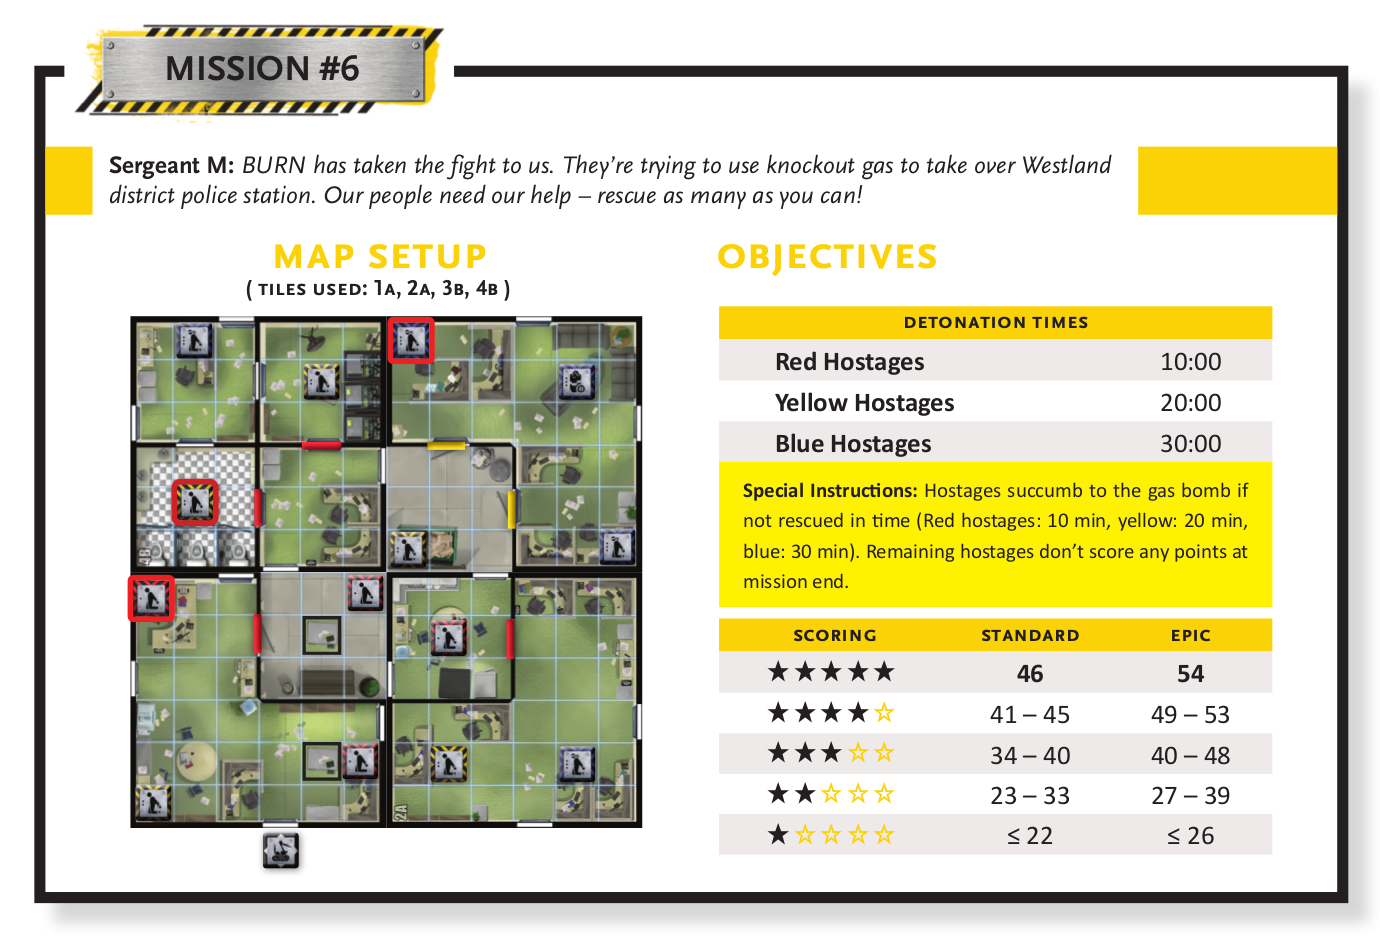 MISSION #6
Sergeant M: BURN has taken the fight to us. They’re trying to use knockout gas to take over Westland
district police station. Our people need our help – rescue as many as you can!
MAP SETUP
( TILES USED: 1A, 2A, 3B, 4B )
4B
2A
OBJECTIVES
DETONATION TIMES
Red Hostages 10:00
Yellow Hostages 20:00
Blue Hostages 30:00
Special Instructions: Hostages succumb to the gas bomb if
not rescued in time (Red hostages: 10 min, yellow: 20 min,
blue: 30 min). Remaining hostages don’t score any points at
mission end.
SCORING STANDARD EPIC
★★★★★ 46 54
★★★★☆ 41 – 45 49 – 53
★★★☆☆ 34 – 40 40 – 48
★★☆☆☆ 23 – 33 27 – 39
★☆☆☆☆ ≤ 22 ≤ 26